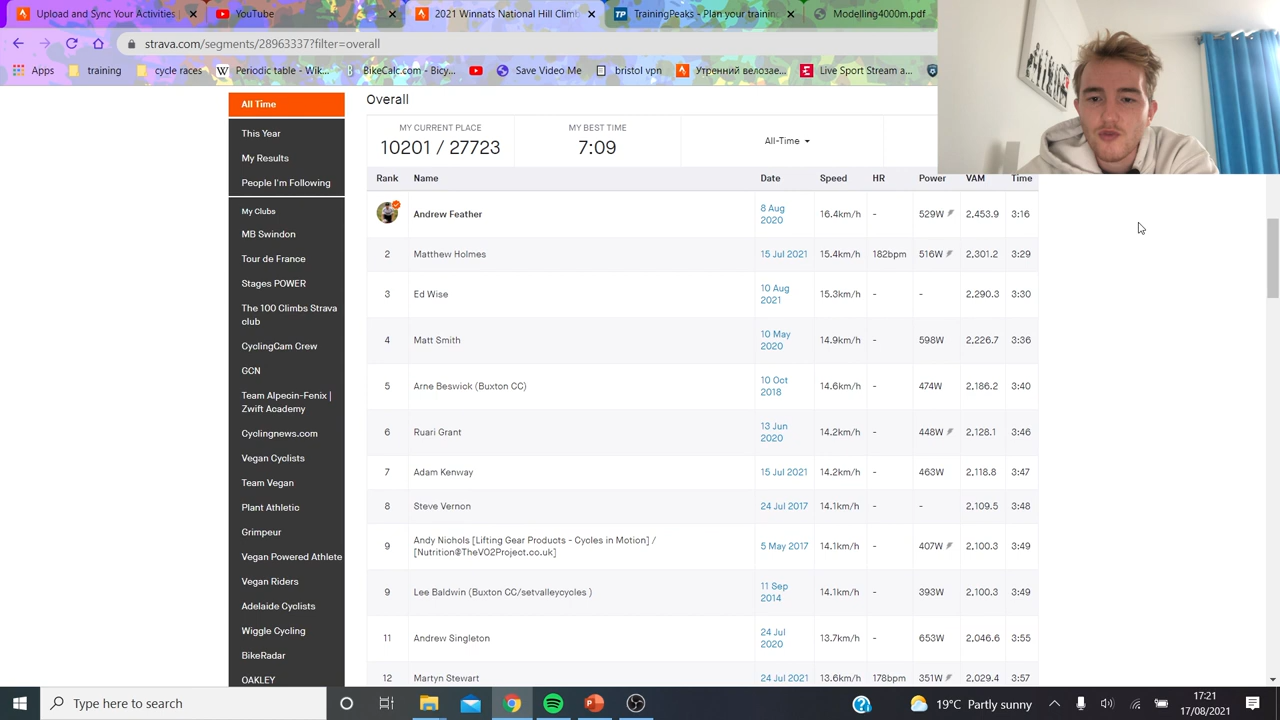 Upload and Sync Activities
2021 National Hill Climb
TrainingPeak
Modelling4000m.pdf
strava.com/segments/28963337?filter=overall
Apps
training
cycle races
Periodic table - Wik...
BikeCalc.com - Bicy...
Save Video Me
bristol vpn
Утренний велозае...
Live Sport Stream a...
All Time
This Year
My Results
People I'm Following
My Clubs
MB Swindon
Tour de France
Stages POWER
The 100 Climbs Strava
club
CyclingCam Crew
GCN
Team Alpecin-Fenix |
Zwift Academy
Cyclingnews.com
Vegan Cyclists
Team Vegan
Plant Athletic
Grimpeur
Vegan Powered Athlete
Vegan Riders
Adelaide Cyclists
Wiggle Cycling
BikeRadar
OAKLEY
Overall
MY CURRENT PLACE
10201 / 27723
MY BEST TIME
7:09
All-Time
Rank Name Date Speed HR Power VAM Time
Andrew Feather 8 Aug 2020 16.4km/h - 529W 2,453.9 3:16
2 Matthew Holmes 15 Jul 2021 15.4km/h 182bpm 516W 2,301.2 3:29
3 Ed Wise 10 Aug 2021 15.3km/h - - 2,290.3 3:30
4 Matt Smith 10 May 2020 14.9km/h - 598W 2,226.7 3:36
5 Arne Beswick (Buxton CC) 10 Oct 2018 14.6km/h - 474W 2,186.2 3:40
6 Ruari Grant 13 Jun 2020 14.2km/h - 448W 2,128.1 3:46
7 Adam Kenway 15 Jul 2021 14.2km/h - 463W 2,118.8 3:47
8 Steve Vernon 24 Jul 2017 14.1km/h - - 2,109.5 3:48
9 Andy Nichols [Lifting Gear Products - Cycles in Motion] / [Nutrition@TheVO2Project.co.uk] 5 May 2017 14.1km/h - 407W 2,100.3 3:49
9 Lee Baldwin (Buxton CC/setvalleycycles ) 11 Sep 2014 14.1km/h - 393W 2,100.3 3:49
11 Andrew Singleton 24 Jul 2020 13.7km/h - 653W 2,046.6 3:55
12 Martyn Stewart 24 Jul 2021 13.6km/h 178bpm 351W 2,029.4 3:57
Type here to search
19°C Partly sunny
17:21
17/08/2021